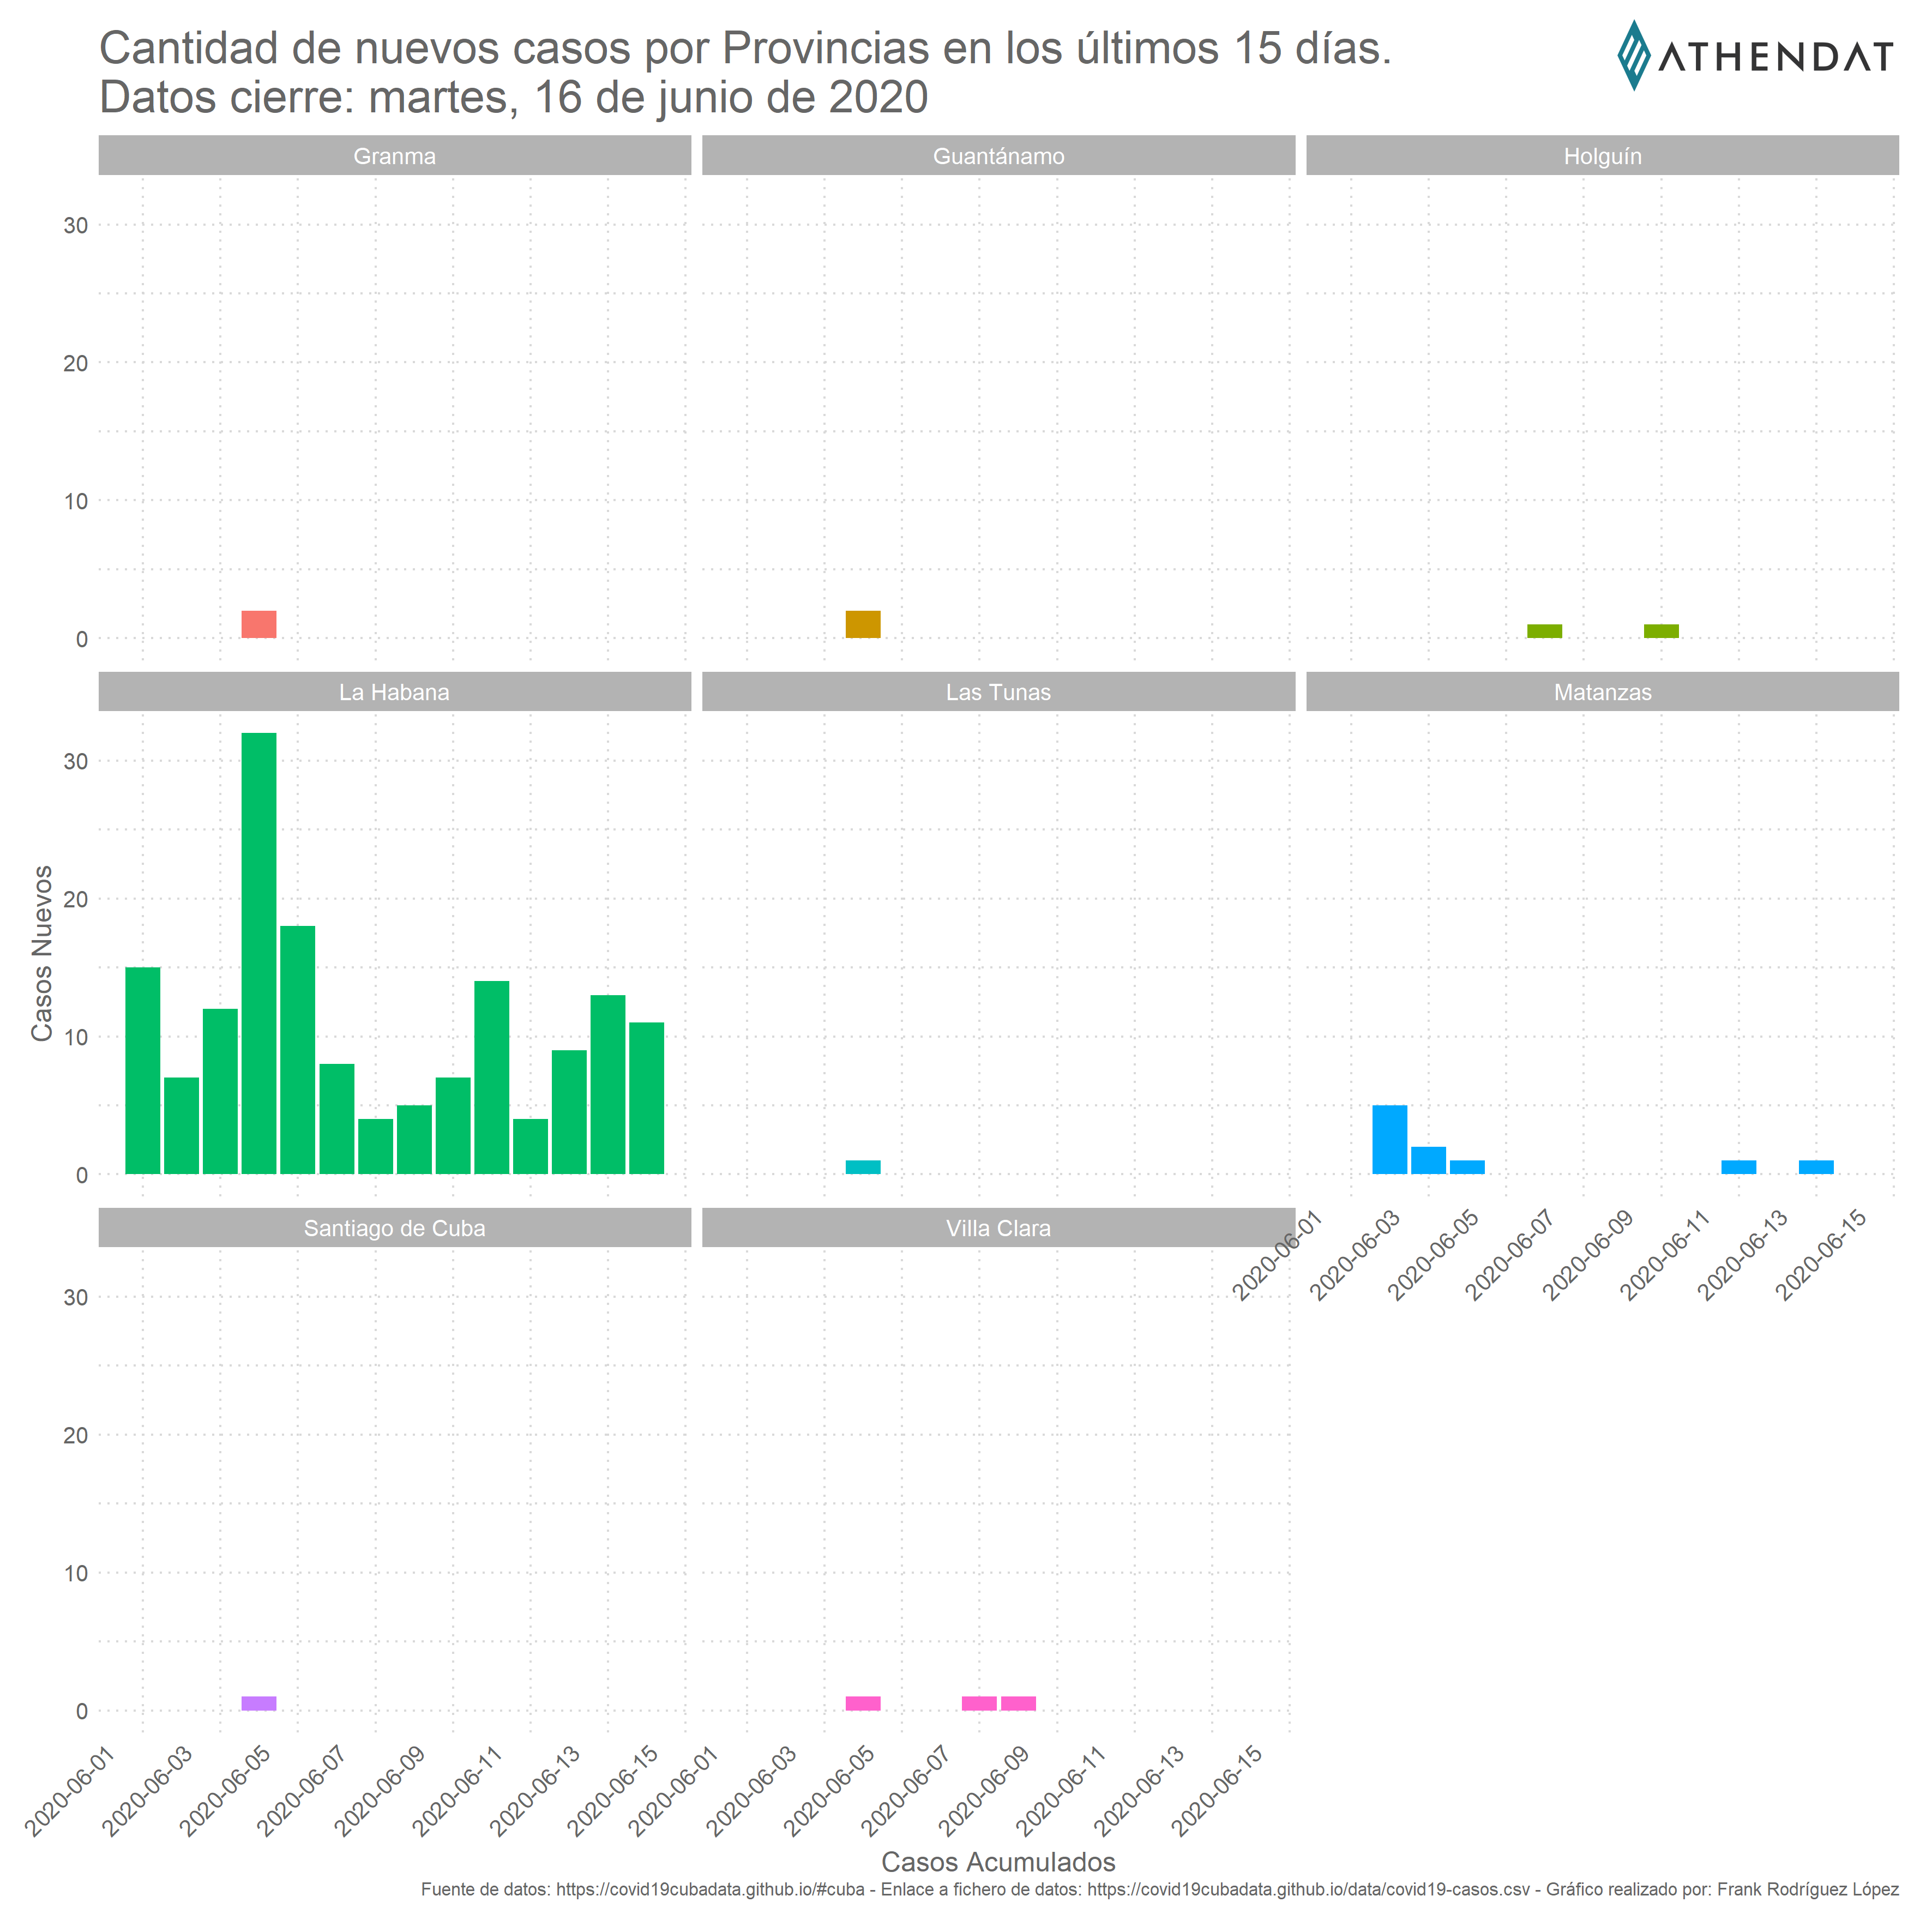 Cantidad de nuevos casos por Provincias en los últimos 15 días.
Datos cierre: martes, 16 de junio de 2020
ATHENDAT
Granma
Guantánamo
Holguín
30
20
10
0
La Habana
Las Tunas
Matanzas
30
20
10
0
Casos Nuevos
2020-06-01
2020-06-03
2020-06-05
2020-06-07
2020-06-09
2020-06-11
2020-06-13
2020-06-15
Santiago de Cuba
Villa Clara
30
20
10
0
2020-06-01
2020-06-03
2020-06-05
2020-06-07
2020-06-09
2020-06-11
2020-06-13
2020-06-15
2020-06-01
2020-06-03
2020-06-05
2020-06-07
2020-06-09
2020-06-11
2020-06-13
2020-06-15
Casos Acumulados
Fuente de datos: https://covid19cubadata.github.io/#cuba - Enlace a fichero de datos: https://covid19cubadata.github.io/data/covid19-casos.csv - Gráfico realizado por: Frank Rodríguez López